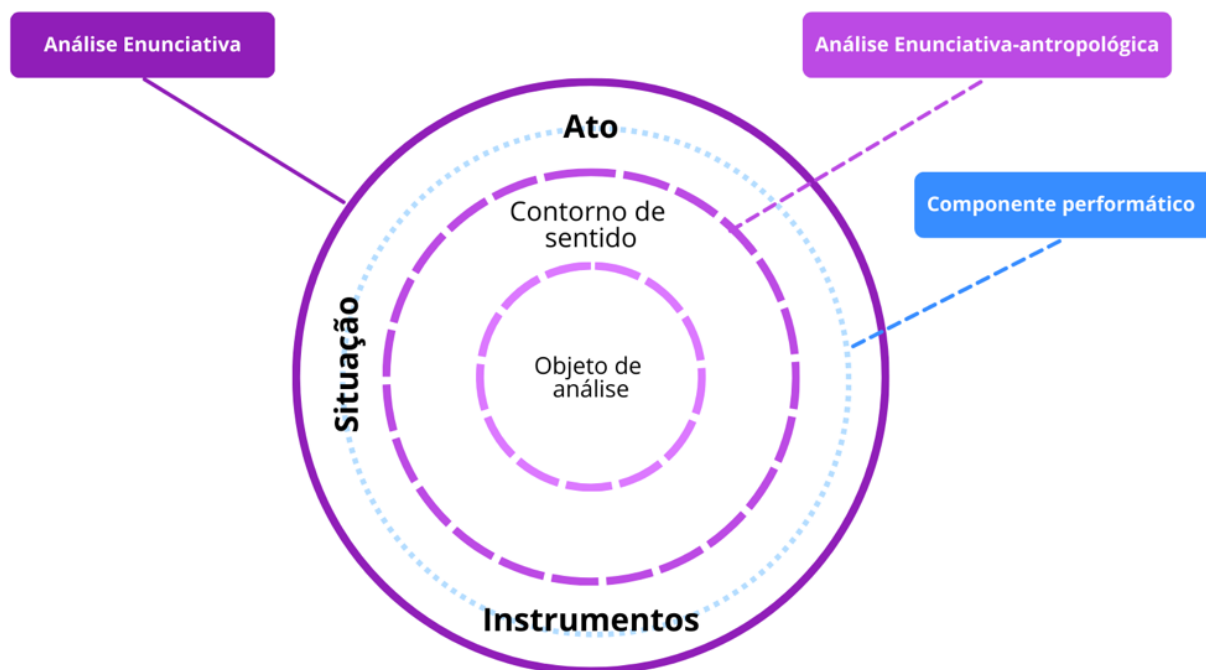 Análise Enunciativa
Análise Enunciativa-antropológica
Ato
Componente performático
Contorno de
sentido
Situação
Objeto de
análise
Instrumentos